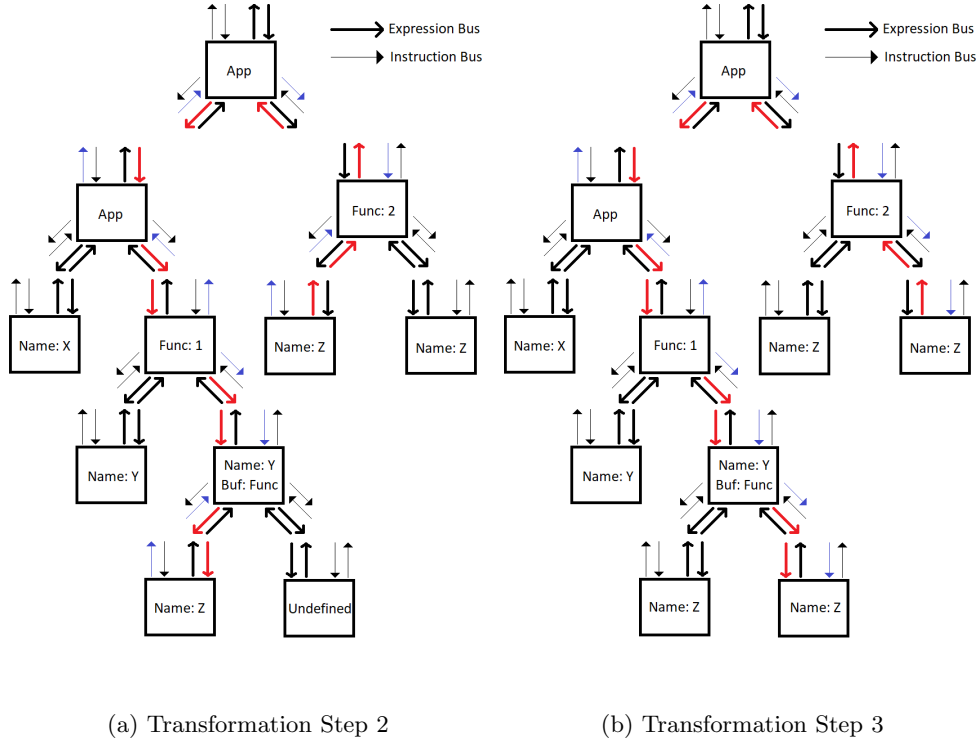 Expression Bus
Instruction Bus
App
App
Func: 2
Name: X
Func: 1
Name: Z
Name: Z
Name: Y
Name: Y
Buf: Func
Name: Z
Undefined
(a) Transformation Step 2
Expression Bus
Instruction Bus
App
App
Func: 2
Name: X
Func: 1
Name: Z
Name: Z
Name: Y
Name: Y
Buf: Func
Name: Z
Name: Z
(b) Transformation Step 3